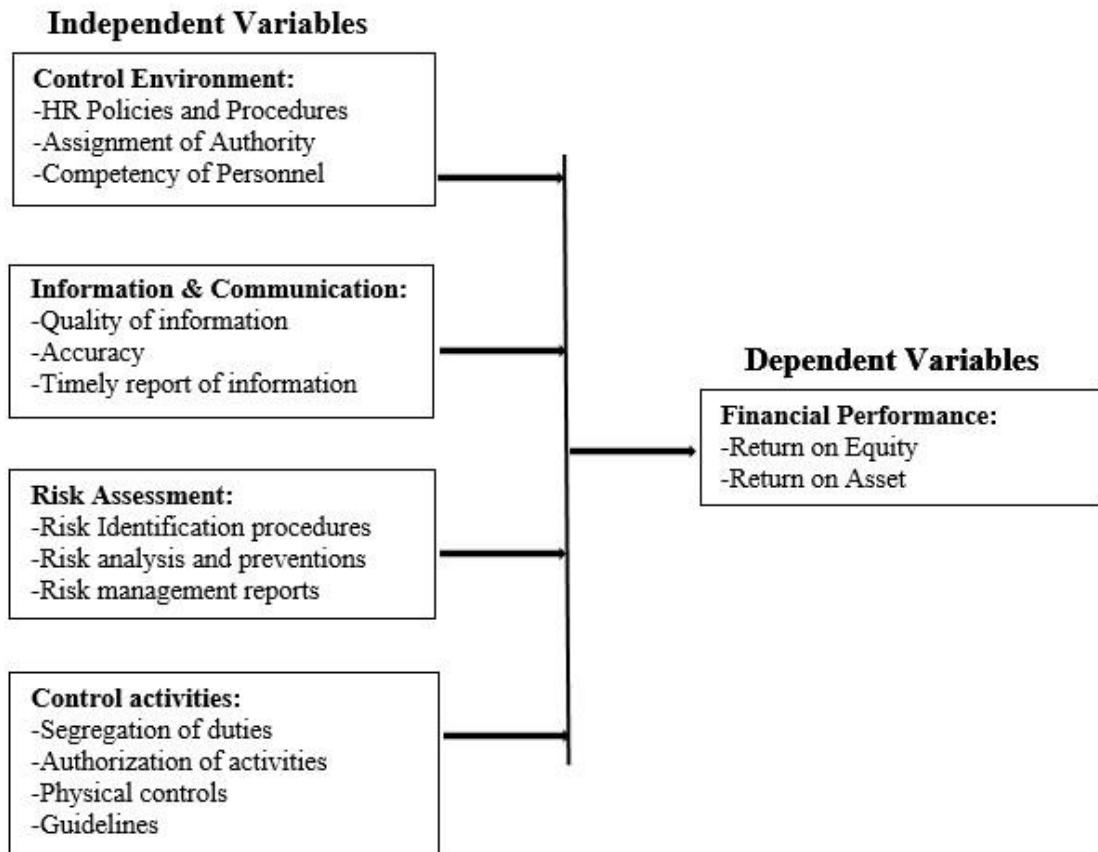 Independent Variables
Control Environment:
-HR Policies and Procedures
-Assignment of Authority
-Competency of Personnel
Information & Communication:
-Quality of information
-Accuracy
-Timely report of information
Risk Assessment:
-Risk Identification procedures
-Risk analysis and preventions
-Risk management reports
Control activities:
-Segregation of duties
-Authorization of activities
-Physical controls
-Guidelines
Dependent Variables
Financial Performance:
-Return on Equity
-Return on Asset